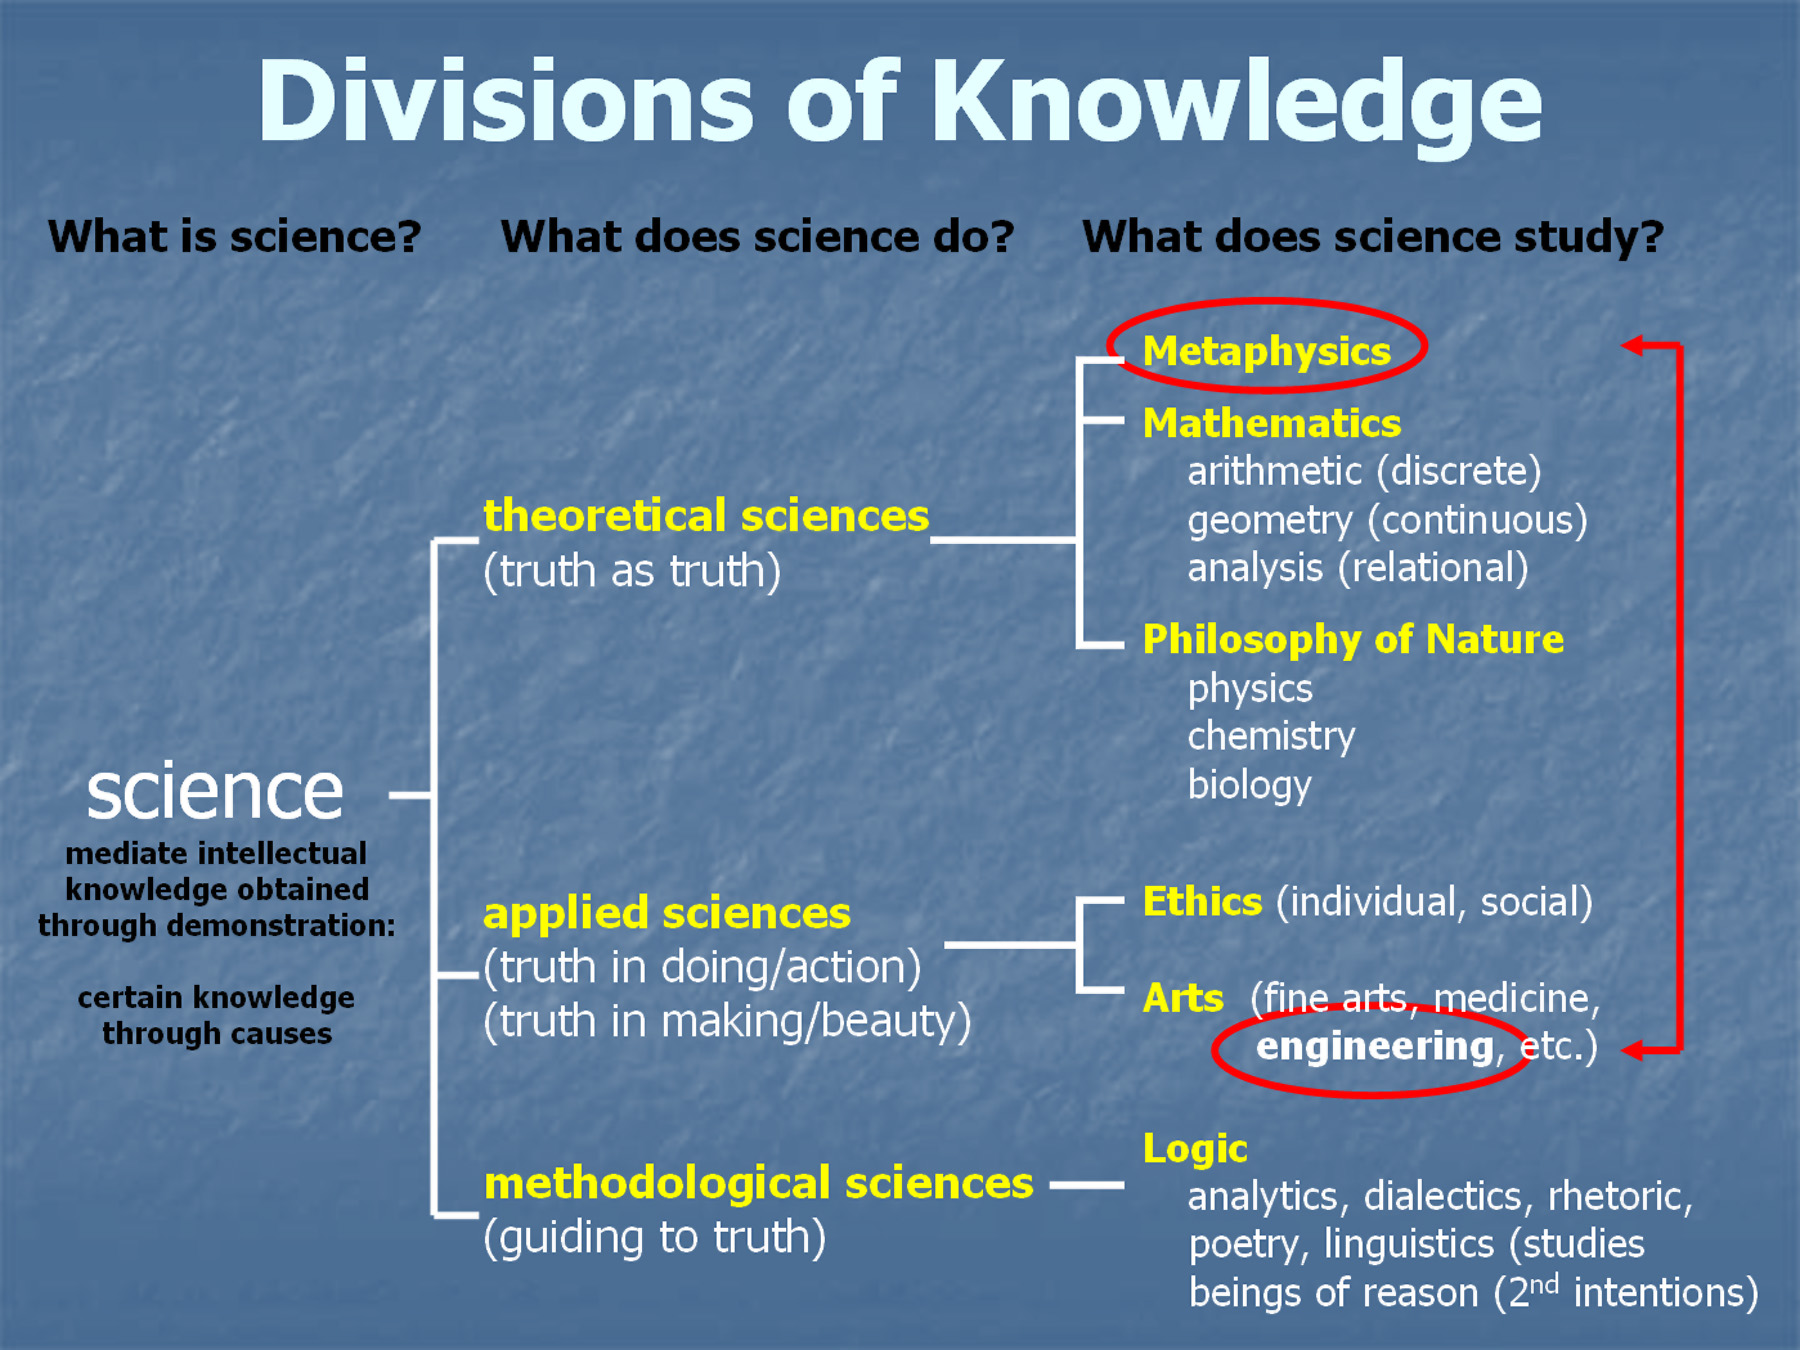 Divisions of Knowledge
What is science?
What does science do?
What does science study?
science
mediate intellectual
knowledge obtained
through demonstration:
certain knowledge
through causes
theoretical sciences
(truth as truth)
Metaphysics
Mathematics
arithmetic (discrete)
geometry (continuous)
analysis (relational)
Philosophy of Nature
physics
chemistry
biology
applied sciences
(truth in doing/action)
(truth in making/beauty)
Ethics (individual, social)
Arts (fine arts, medicine,
engineering, etc.)
methodological sciences
(guiding to truth)
Logic
analytics, dialectics, rhetoric,
poetry, linguistics (studies
beings of reason (2nd intentions)